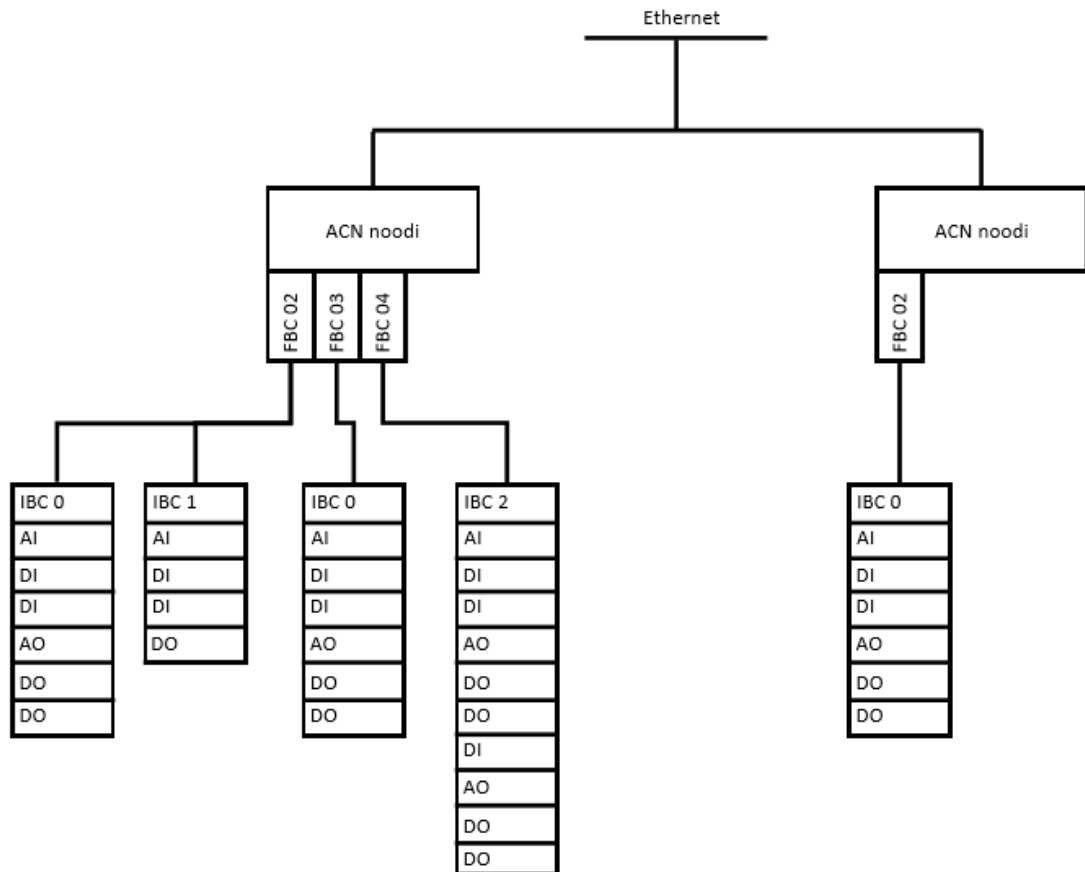 Ethernet
ACN noodi
ACN noodi
FBC 02
FBC 03
FBC 04
FBC 02
IBC 0
AI
DI
DI
AO
DO
DO
IBC 1
AI
DI
DI
DO
IBC 0
AI
DI
DI
AO
DO
DO
IBC 2
AI
DI
DI
AO
DO
DO
DI
AO
DO
DO
IBC 0
AI
DI
DI
AO
DO
DO